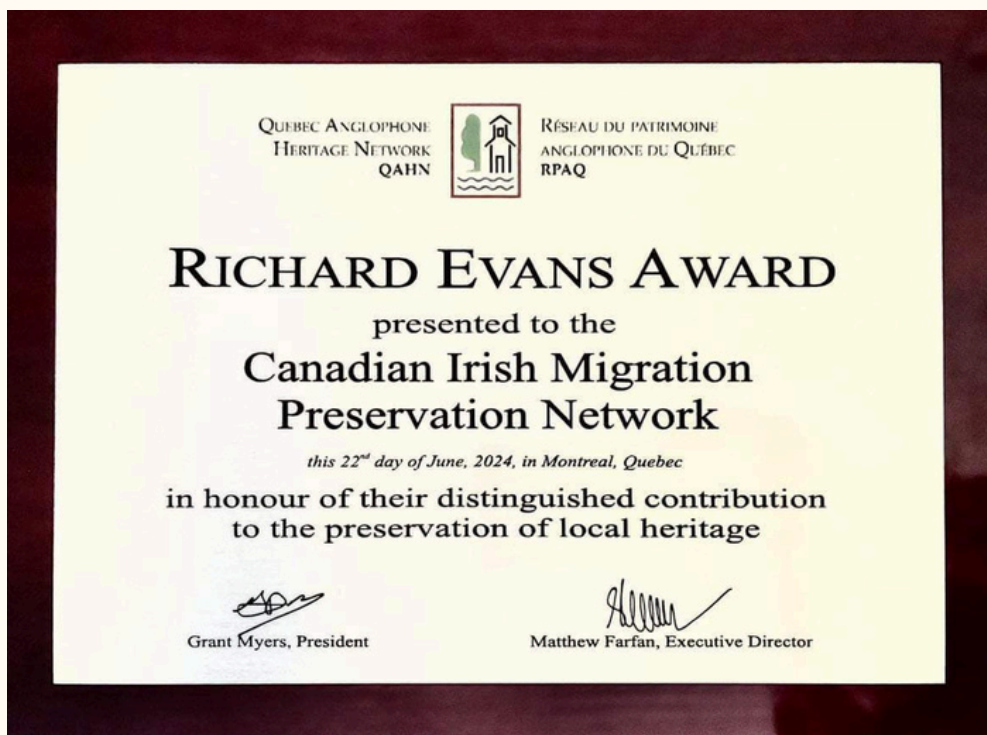 QUEBEC ANGLOPHONE
HERITAGE NETWORK
QAHN
RÉSEAU DU PATRIMOINE
ANGLOPHONE DU QUÉBEC
RPAQ
RICHARD EVANS AWARD
presented to the
Canadian Irish Migration
Preservation Network
this 22nd day of June, 2024, in Montreal, Quebec
in honour of their distinguished contribution
to the preservation of local heritage
Grant Myers, President
Matthew Farfan, Executive Director